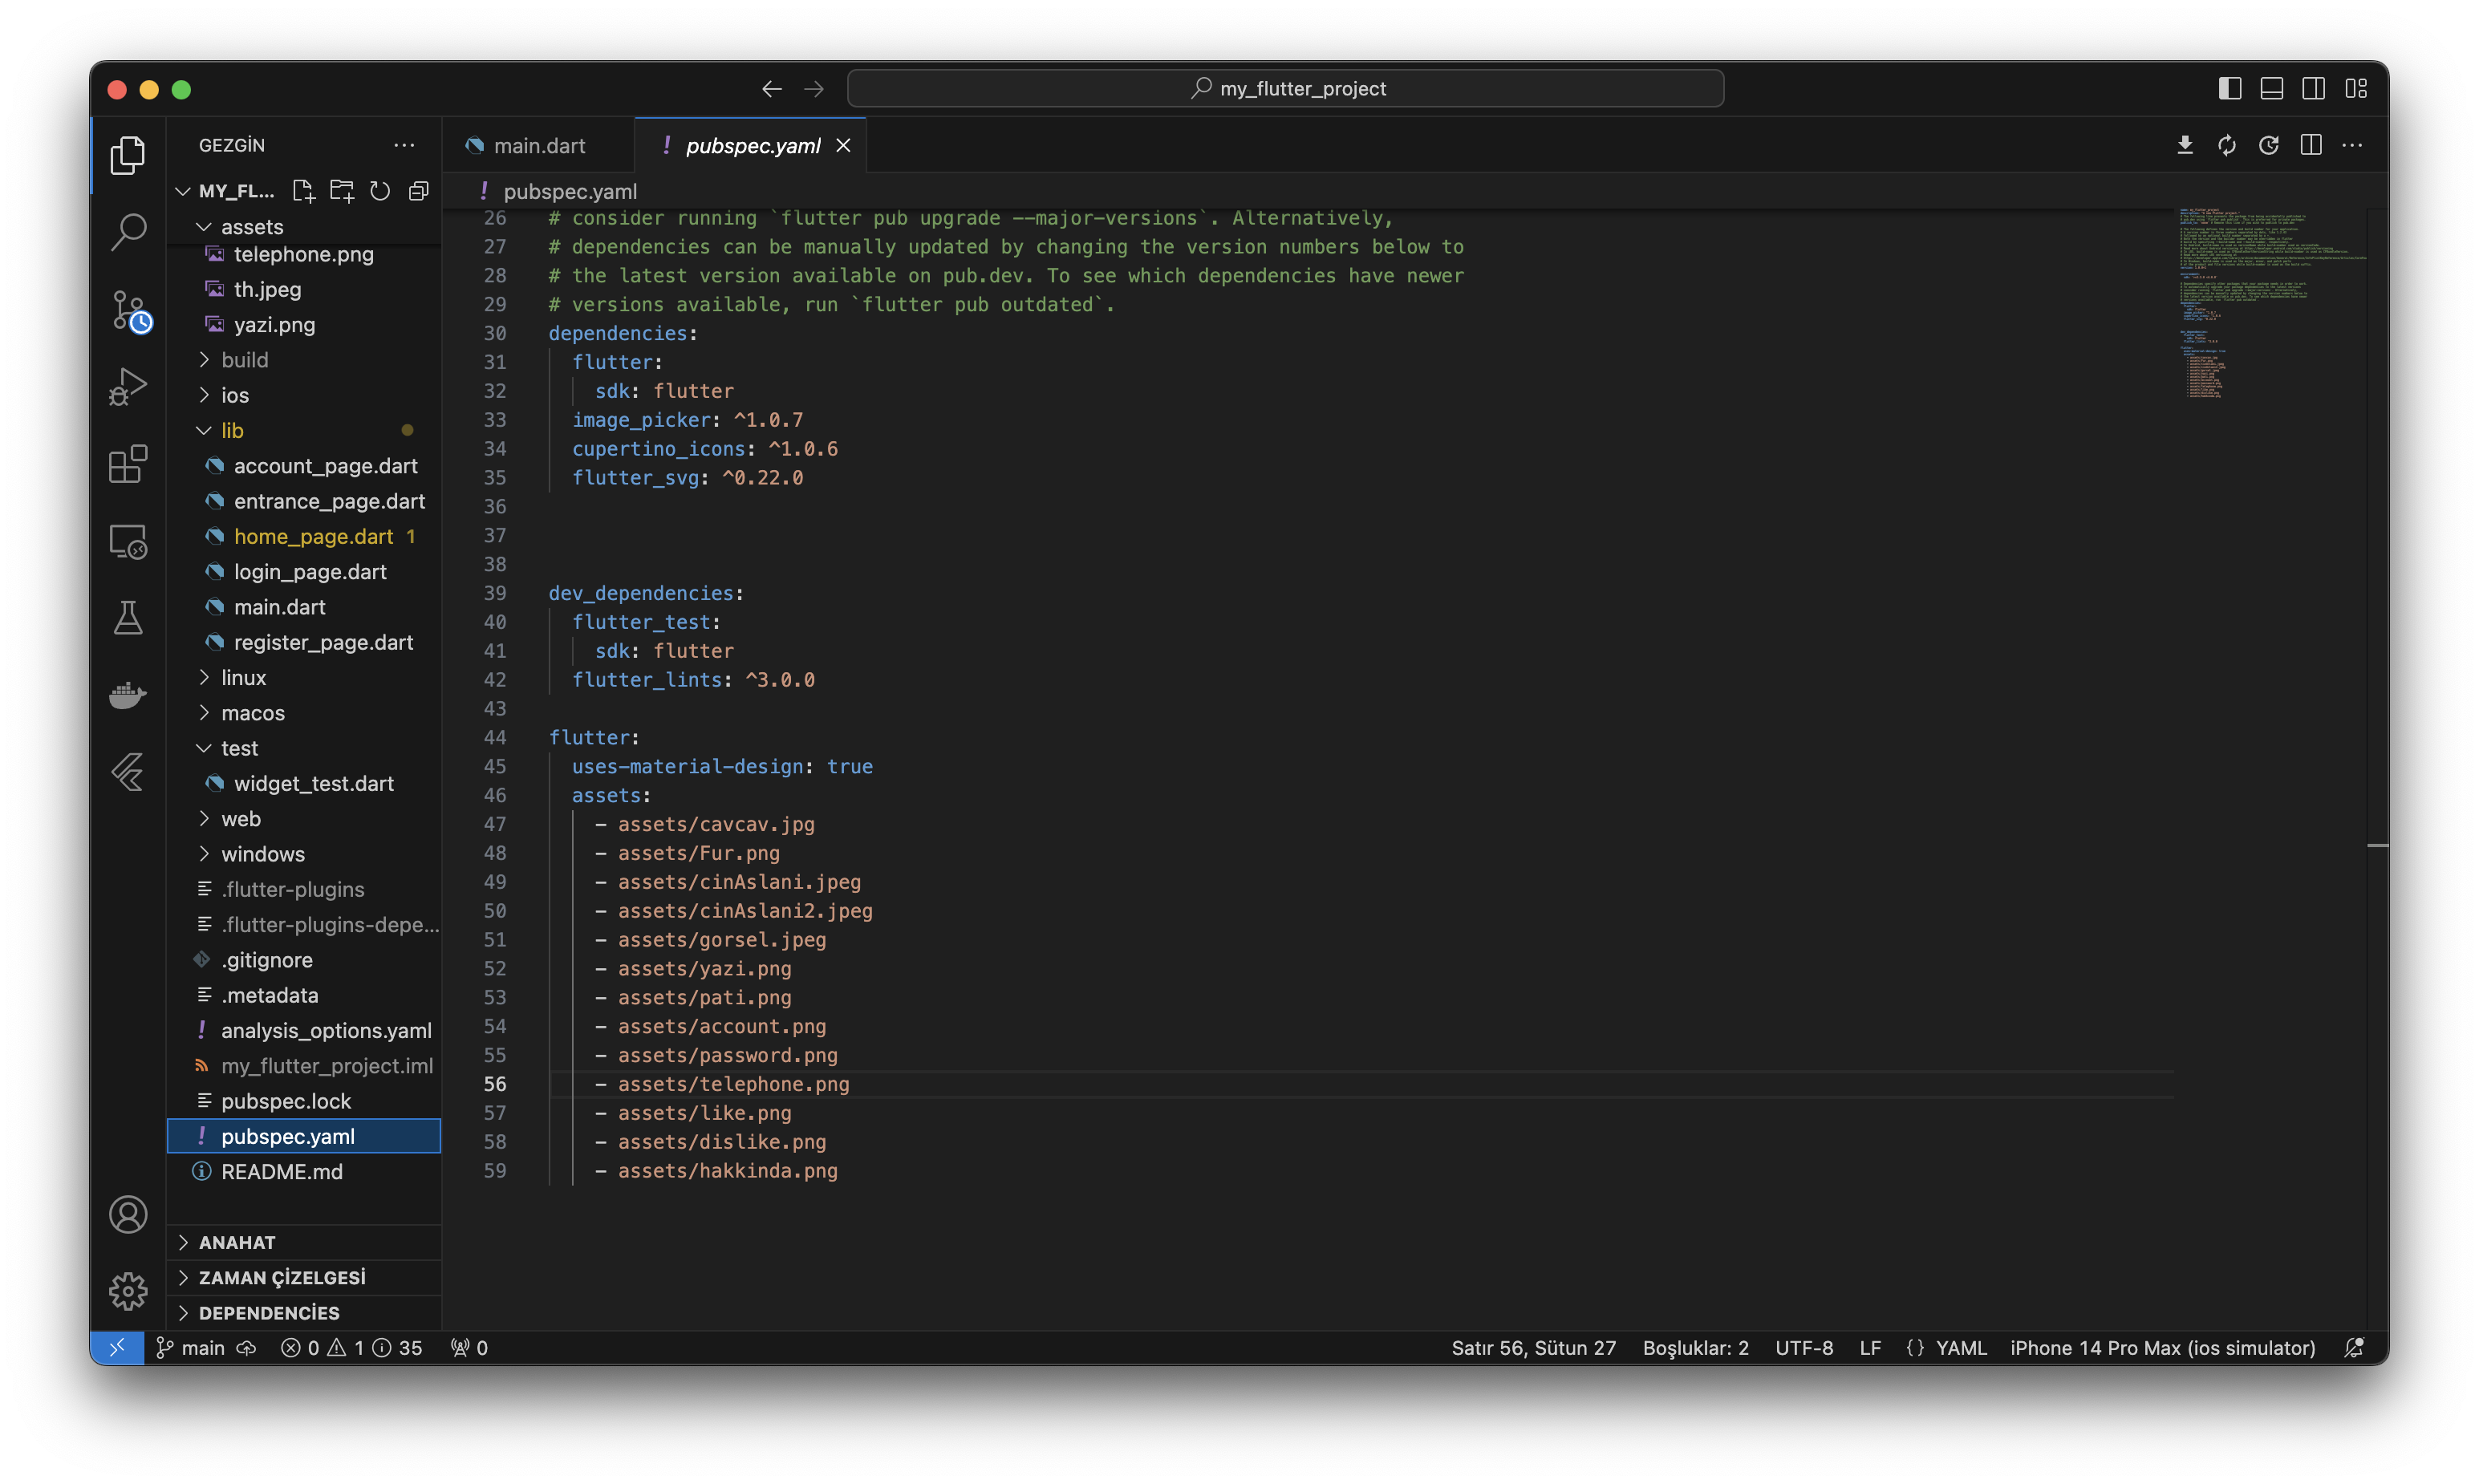 my_flutter_project
GEZGİN
main.dart
pubspec.yaml
MY_FL...
pubspec.yaml
assets
telephone.png
th.jpeg
yazi.png
build
ios
lib
account_page.dart
entrance_page.dart
home_page.dart 1
login_page.dart
main.dart
register_page.dart
linux
macos
test
widget_test.dart
web
windows
.flutter-plugins
.flutter-plugins-depe...
.gitignore
.metadata
analysis_options.yaml
my_flutter_project.iml
pubspec.lock
pubspec.yaml
README.md
ANAHAT
ZAMAN ÇİZELGESİ
DEPENDENCİES
26 # consider running `flutter pub upgrade --major-versions`. Alternatively,
27 # dependencies can be manually updated by changing the version numbers below to
28 # the latest version available on pub.dev. To see which dependencies have newer
29 # versions available, run `flutter pub outdated`.
30 dependencies:
31 flutter:
32 sdk: flutter
33 image_picker: ^1.0.7
34 cupertino_icons: ^1.0.6
35 flutter_svg: ^0.22.0
36
37
38
39 dev_dependencies:
40 flutter_test:
41 sdk: flutter
42 flutter_lints: ^3.0.0
43
44 flutter:
45 uses-material-design: true
46 assets:
47 - assets/cavcav.jpg
48 - assets/Fur.png
49 - assets/cinAslani.jpeg
50 - assets/cinAslani2.jpeg
51 - assets/gorsel.jpeg
52 - assets/yazi.png
53 - assets/pati.png
54 - assets/account.png
55 - assets/password.png
56 - assets/telephone.png
57 - assets/like.png
58 - assets/dislike.png
59 - assets/hakkinda.png
main 0 1 35 0 Satır 56, Sütun 27 Boşluklar: 2 UTF-8 LF {} YAML iPhone 14 Pro Max (ios simulator)